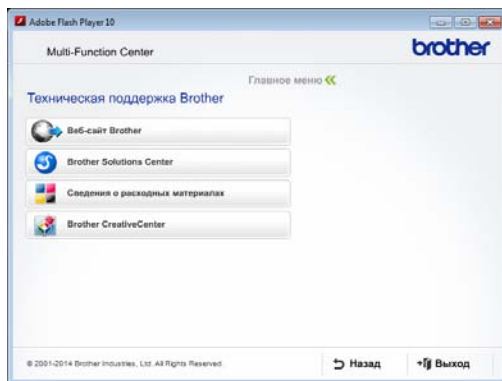 Adobe Flash Player 10
Multi-Function Center
brother
Главное меню
Техническая поддержка Brother
Веб-сайт Brother
Brother Solutions Center
Сведения о расходных материалах
Brother CreativeCenter
© 2001-2014 Brother Industries, Ltd. All Rights Reserved.
Назад
Выход